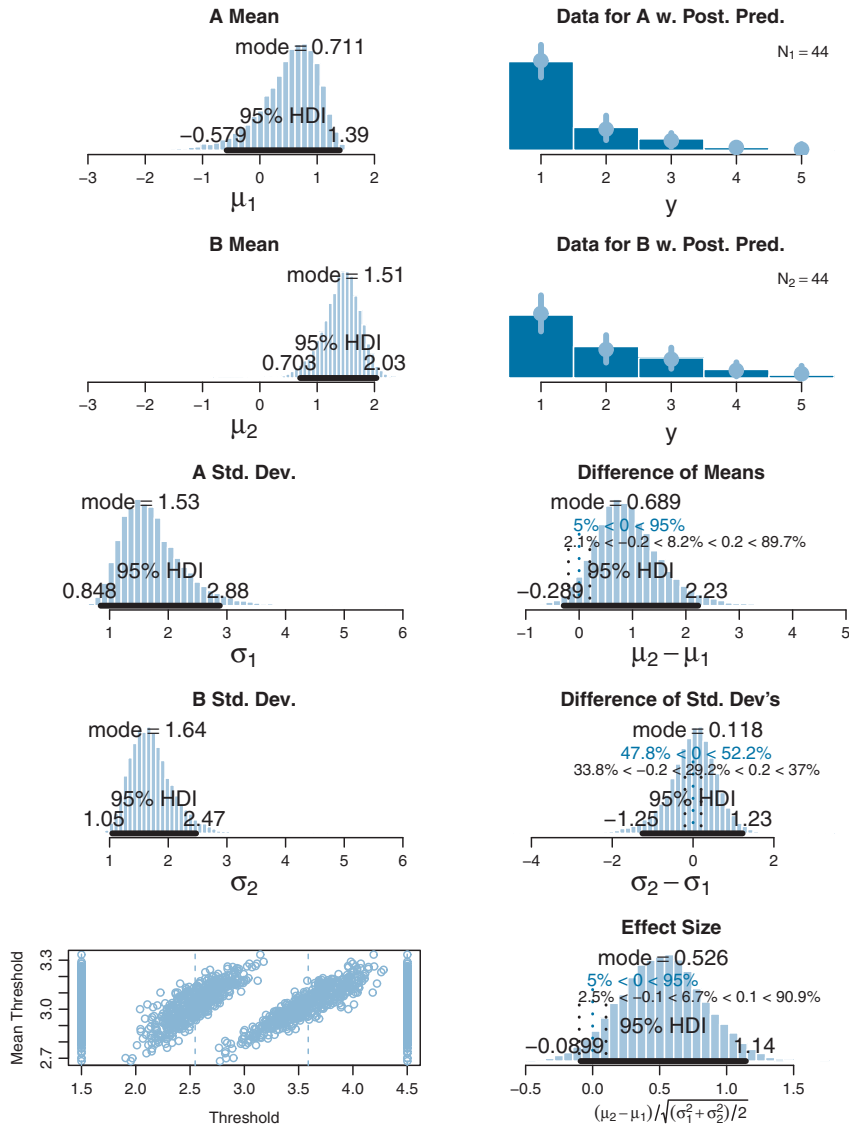 A Mean
mode = 0.711
95% HDI
−0.579 1.39
−3 −2 −1 0 1 2
μ1
Data for A w. Post. Pred.
N1 = 44
1 2 3 4 5
y
B Mean
mode = 1.51
95% HDI
0.703 2.03
−3 −2 −1 0 1 2
μ2
Data for B w. Post. Pred.
N2 = 44
1 2 3 4 5
y
A Std. Dev.
mode = 1.53
95% HDI
0.848 2.88
1 2 3 4 5 6
σ1
Difference of Means
mode = 0.689
5% < 0 < 95%
2.1% < −0.2 < 8.2% < 0.2 < 89.7%
95% HDI
−0.289 2.23
−1 0 1 2 3 4 5
μ2 − μ1
B Std. Dev.
mode = 1.64
95% HDI
1.05 2.47
1 2 3 4 5 6
σ2
Difference of Std. Dev's
mode = 0.118
47.8% < 0 < 52.2%
33.8% < −0.2 < 29.2% < 0.2 < 37%
95% HDI
−1.25 1.23
−4 −2 0 2
σ2 − σ1
Mean Threshold
3.3
3.0
2.7
1.5 2.0 2.5 3.0 3.5 4.0 4.5
Threshold
Effect Size
mode = 0.526
5% < 0 < 95%
2.5% < −0.1 < 6.7% < 0.1 < 90.9%
95% HDI
−0.0899 1.14
−0.5 0.0 0.5 1.0 1.5
(μ2 − μ1)/√(σ1² + σ2²)/2